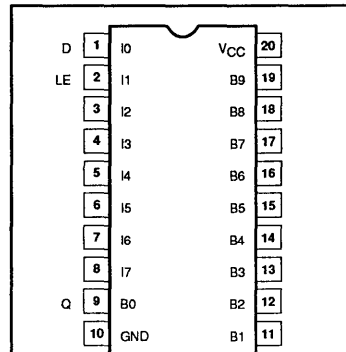 D 1 I0 VCC 20
LE 2 I1 B9 19
3 I2 B8 18
4 I3 B7 17
5 I4 B6 16
6 I5 B5 15
7 I6 B4 14
8 I7 B3 13
Q 9 B0 B2 12
10 GND B1 11